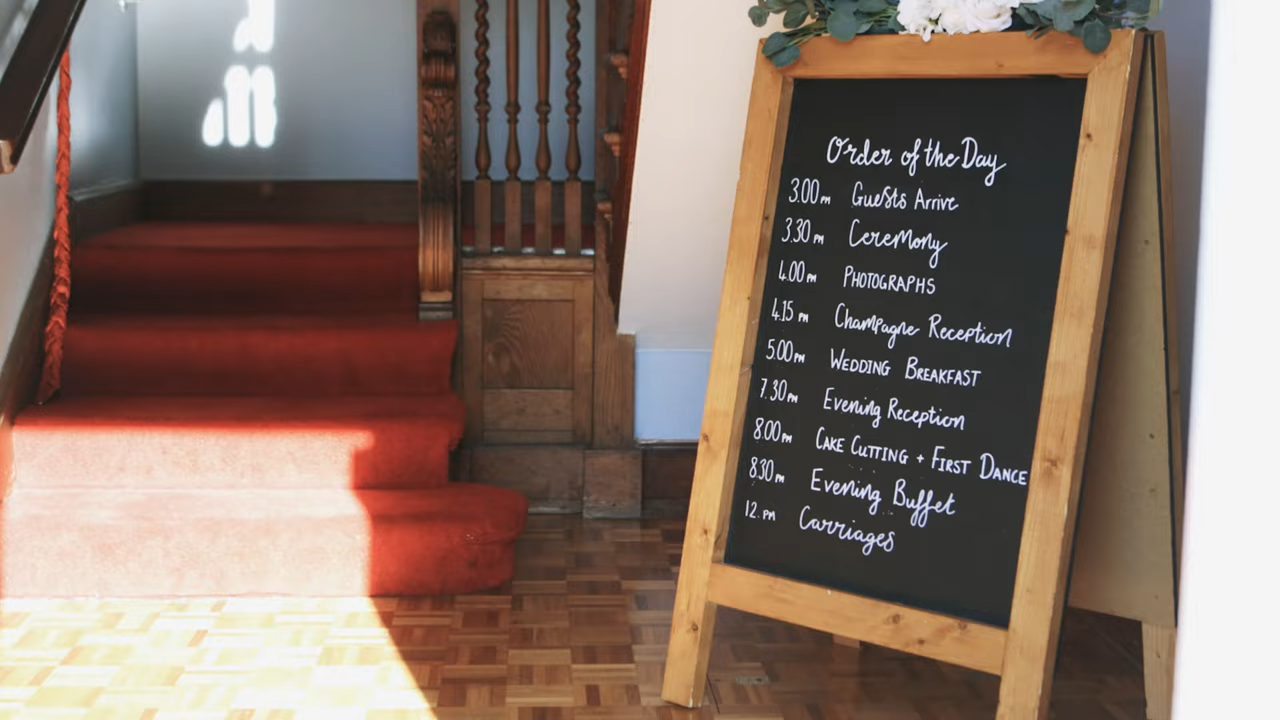 Order of the Day
3.00PM Guests Arrive
3.30PM Ceremony
4.00PM PHOTOGRAPHS
4.15PM Champagne Reception
5.00PM WEDDING BREAKFAST
7.30PM Evening Reception
8.00PM CAKE CUTTING + FIRST DANCE
8.30PM Evening Buffet
12.PM Carriages